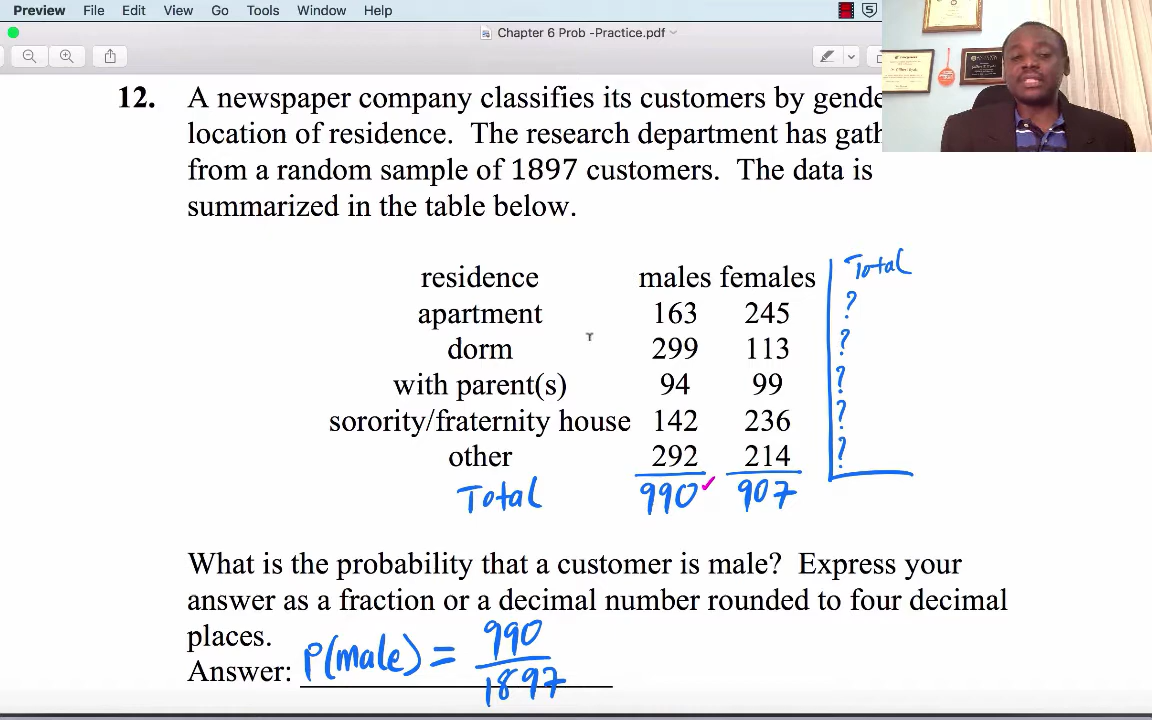 Preview File Edit View Go Tools Window Help
Chapter 6 Prob -Practice.pdf
12. A newspaper company classifies its customers by gende
location of residence. The research department has gath
from a random sample of 1897 customers. The data is
summarized in the table below.
residence males females Total
apartment 163 245 ?
dorm 299 113 ?
with parent(s) 94 99 ?
sorority/fraternity house 142 236 ?
other 292 214 ?
Total 990 ✓ 907
What is the probability that a customer is male? Express your
answer as a fraction or a decimal number rounded to four decimal
places.
Answer: P(male) = 990/1897